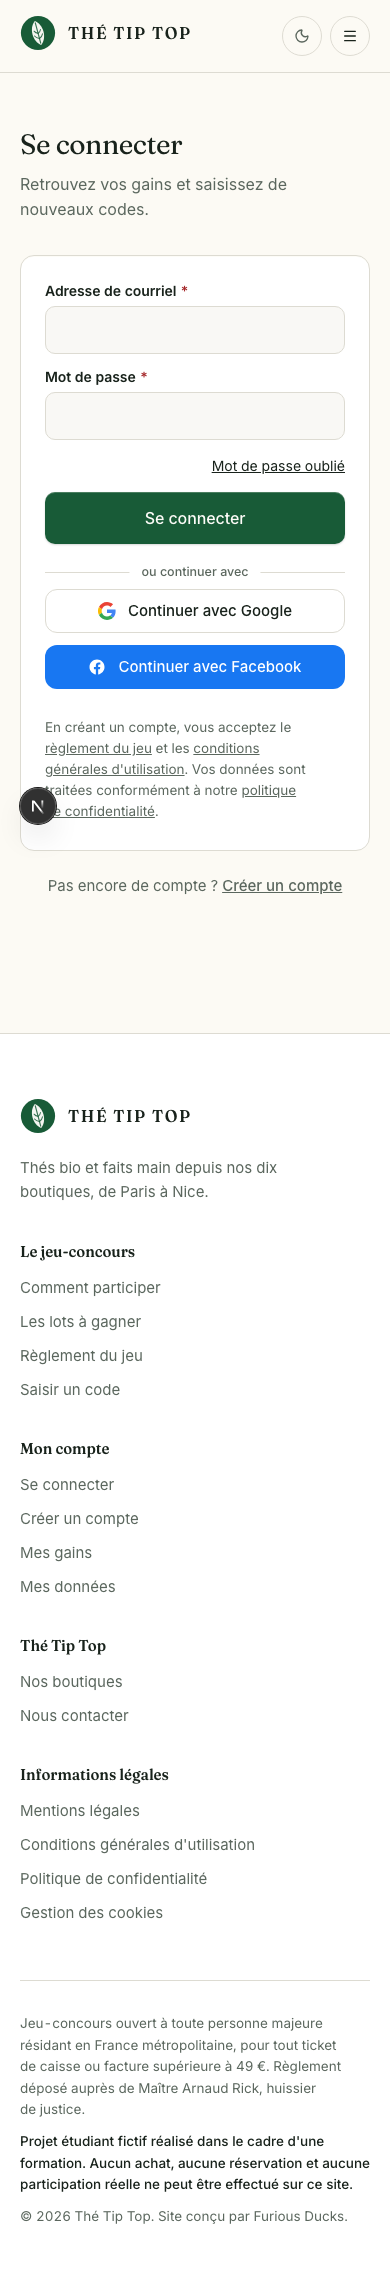 THÉ TIP TOP
Se connecter
Retrouvez vos gains et saisissez de
nouveaux codes.
Adresse de courriel *
Mot de passe *
Mot de passe oublié
Se connecter
ou continuer avec
Continuer avec Google
Continuer avec Facebook
En créant un compte, vous acceptez le
règlement du jeu et les conditions
générales d'utilisation. Vos données sont
traitées conformément à notre politique
de confidentialité.
N
Pas encore de compte ? Créer un compte
THÉ TIP TOP
Thés bio et faits main depuis nos dix
boutiques, de Paris à Nice.
Le jeu-concours
Comment participer
Les lots à gagner
Règlement du jeu
Saisir un code
Mon compte
Se connecter
Créer un compte
Mes gains
Mes données
Thé Tip Top
Nos boutiques
Nous contacter
Informations légales
Mentions légales
Conditions générales d'utilisation
Politique de confidentialité
Gestion des cookies
Jeu-concours ouvert à toute personne majeure
résidant en France métropolitaine, pour tout ticket
de caisse ou facture supérieure à 49 €. Règlement
déposé auprès de Maître Arnaud Rick, huissier
de justice.
Projet étudiant fictif réalisé dans le cadre d'une
formation. Aucun achat, aucune réservation et aucune
participation réelle ne peut être effectué sur ce site.
© 2026 Thé Tip Top. Site conçu par Furious Ducks.